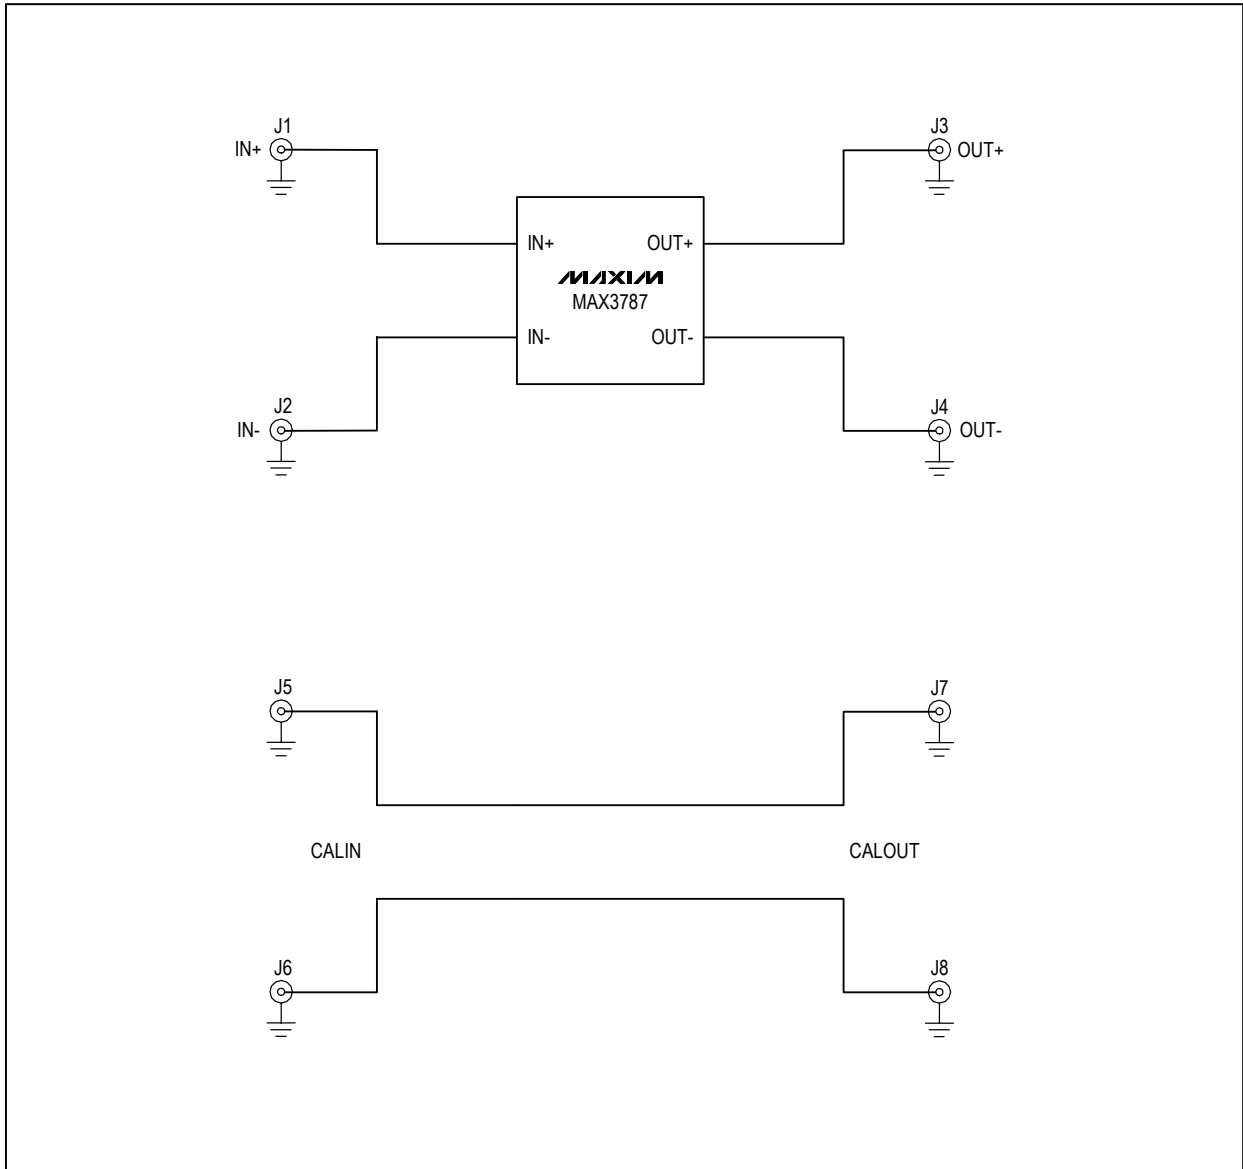 J1
IN+
J3
OUT+
IN+ OUT+
MAXIM
MAX3787
IN- OUT-
J2
IN-
J4
OUT-
J5
J7
CALIN
CALOUT
J6
J8